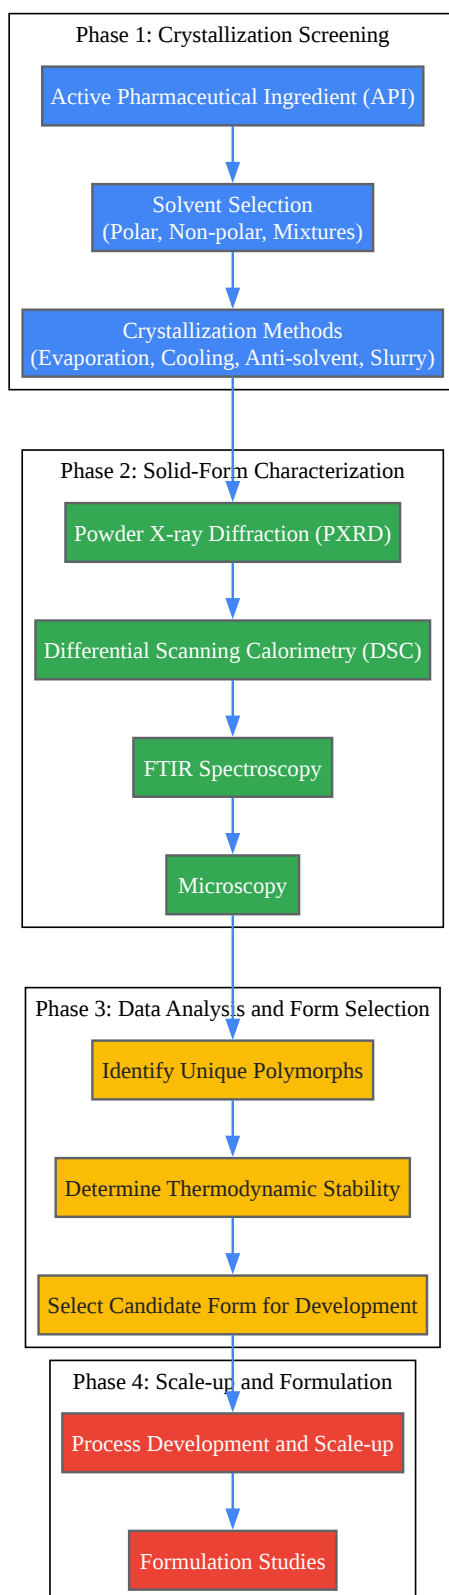 Phase 1: Crystallization Screening
Active Pharmaceutical Ingredient (API)
Solvent Selection
(Polar, Non-polar, Mixtures)
Crystallization Methods
(Evaporation, Cooling, Anti-solvent, Slurry)
Phase 2: Solid-Form Characterization
Powder X-ray Diffraction (PXRD)
Differential Scanning Calorimetry (DSC)
FTIR Spectroscopy
Microscopy
Phase 3: Data Analysis and Form Selection
Identify Unique Polymorphs
Determine Thermodynamic Stability
Select Candidate Form for Development
Phase 4: Scale-up and Formulation
Process Development and Scale-up
Formulation Studies